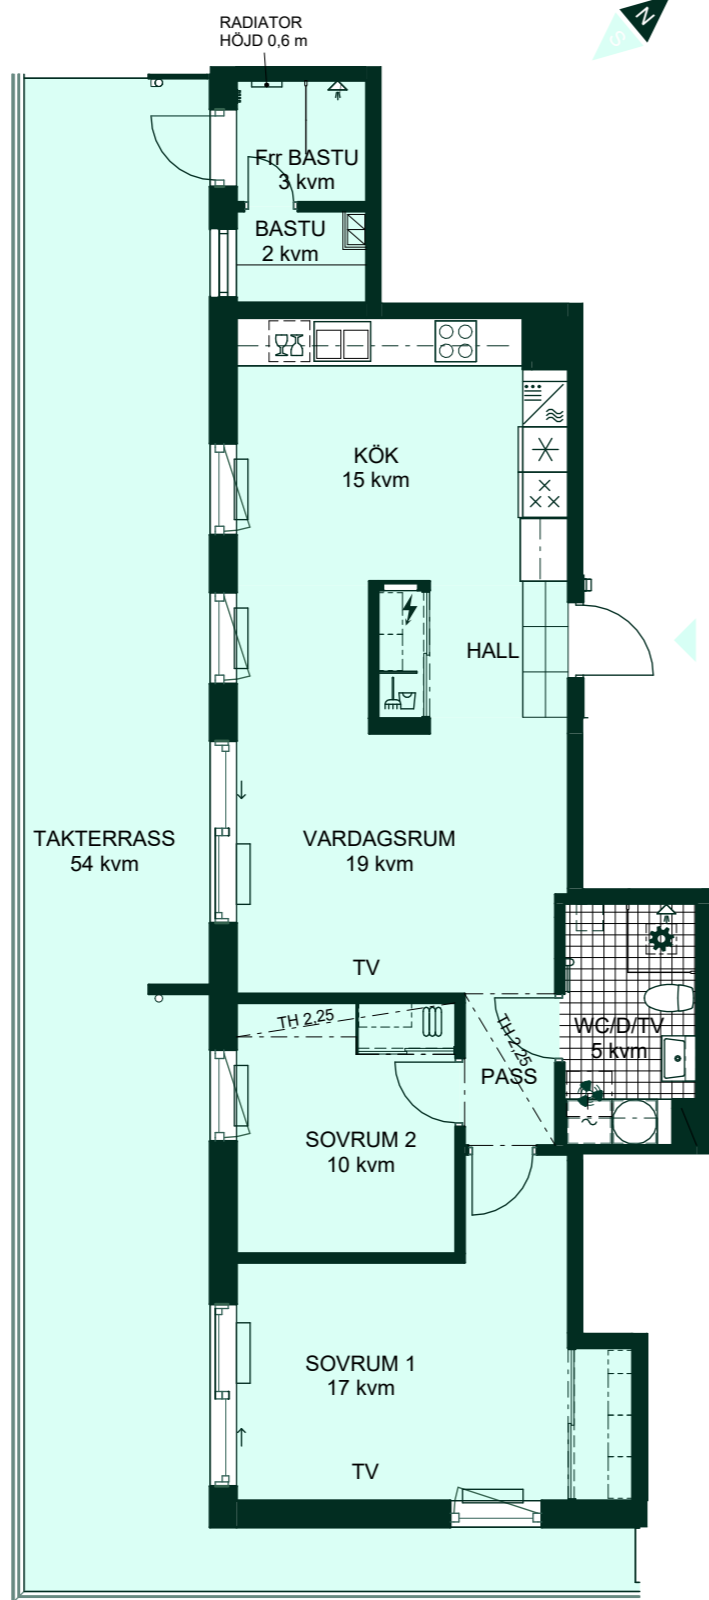 N
S
RADIATOR
HÖJD 0,6 m
Frr BASTU
3 kvm
BASTU
2 kvm
KÖK
15 kvm
HALL
TAKTERRASS
54 kvm
VARDAGSRUM
19 kvm
TV
TH 2,25
TH 2,25
WC/D/TV
5 kvm
PASS
SOVRUM 2
10 kvm
SOVRUM 1
17 kvm
TV